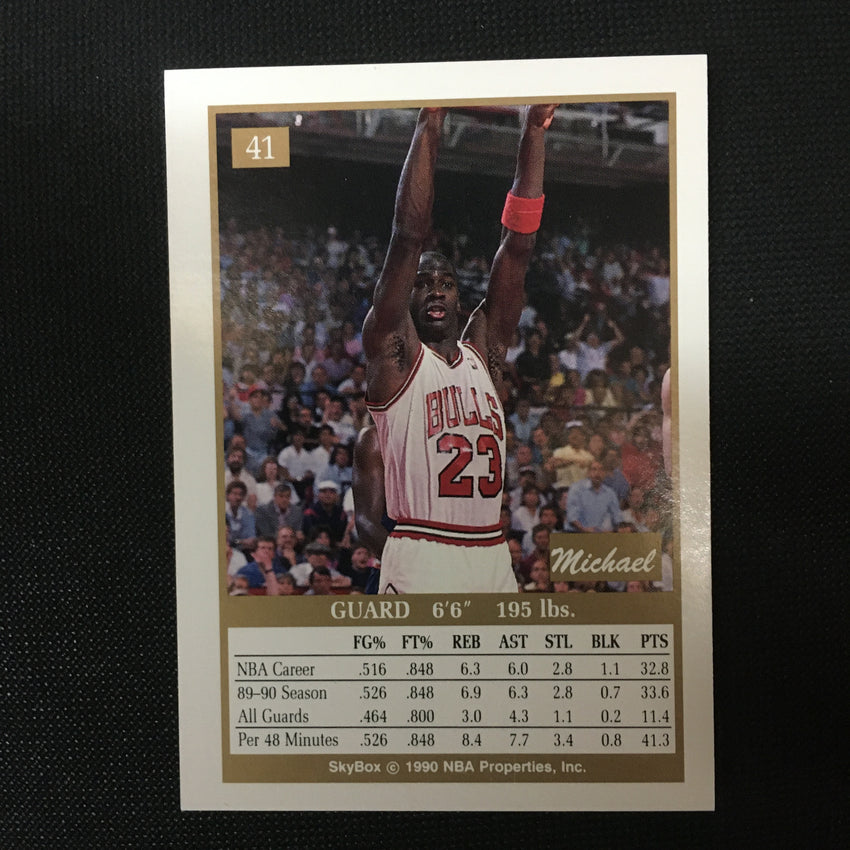 41
BULLS
23
Michael
GUARD 6'6" 195 lbs.
FG% FT% REB AST STL BLK PTS
NBA Career .516 .848 6.3 6.0 2.8 1.1 32.8
89–90 Season .526 .848 6.9 6.3 2.8 0.7 33.6
All Guards .464 .800 3.0 4.3 1.1 0.2 11.4
Per 48 Minutes .526 .848 8.4 7.7 3.4 0.8 41.3
SkyBox © 1990 NBA Properties, Inc.